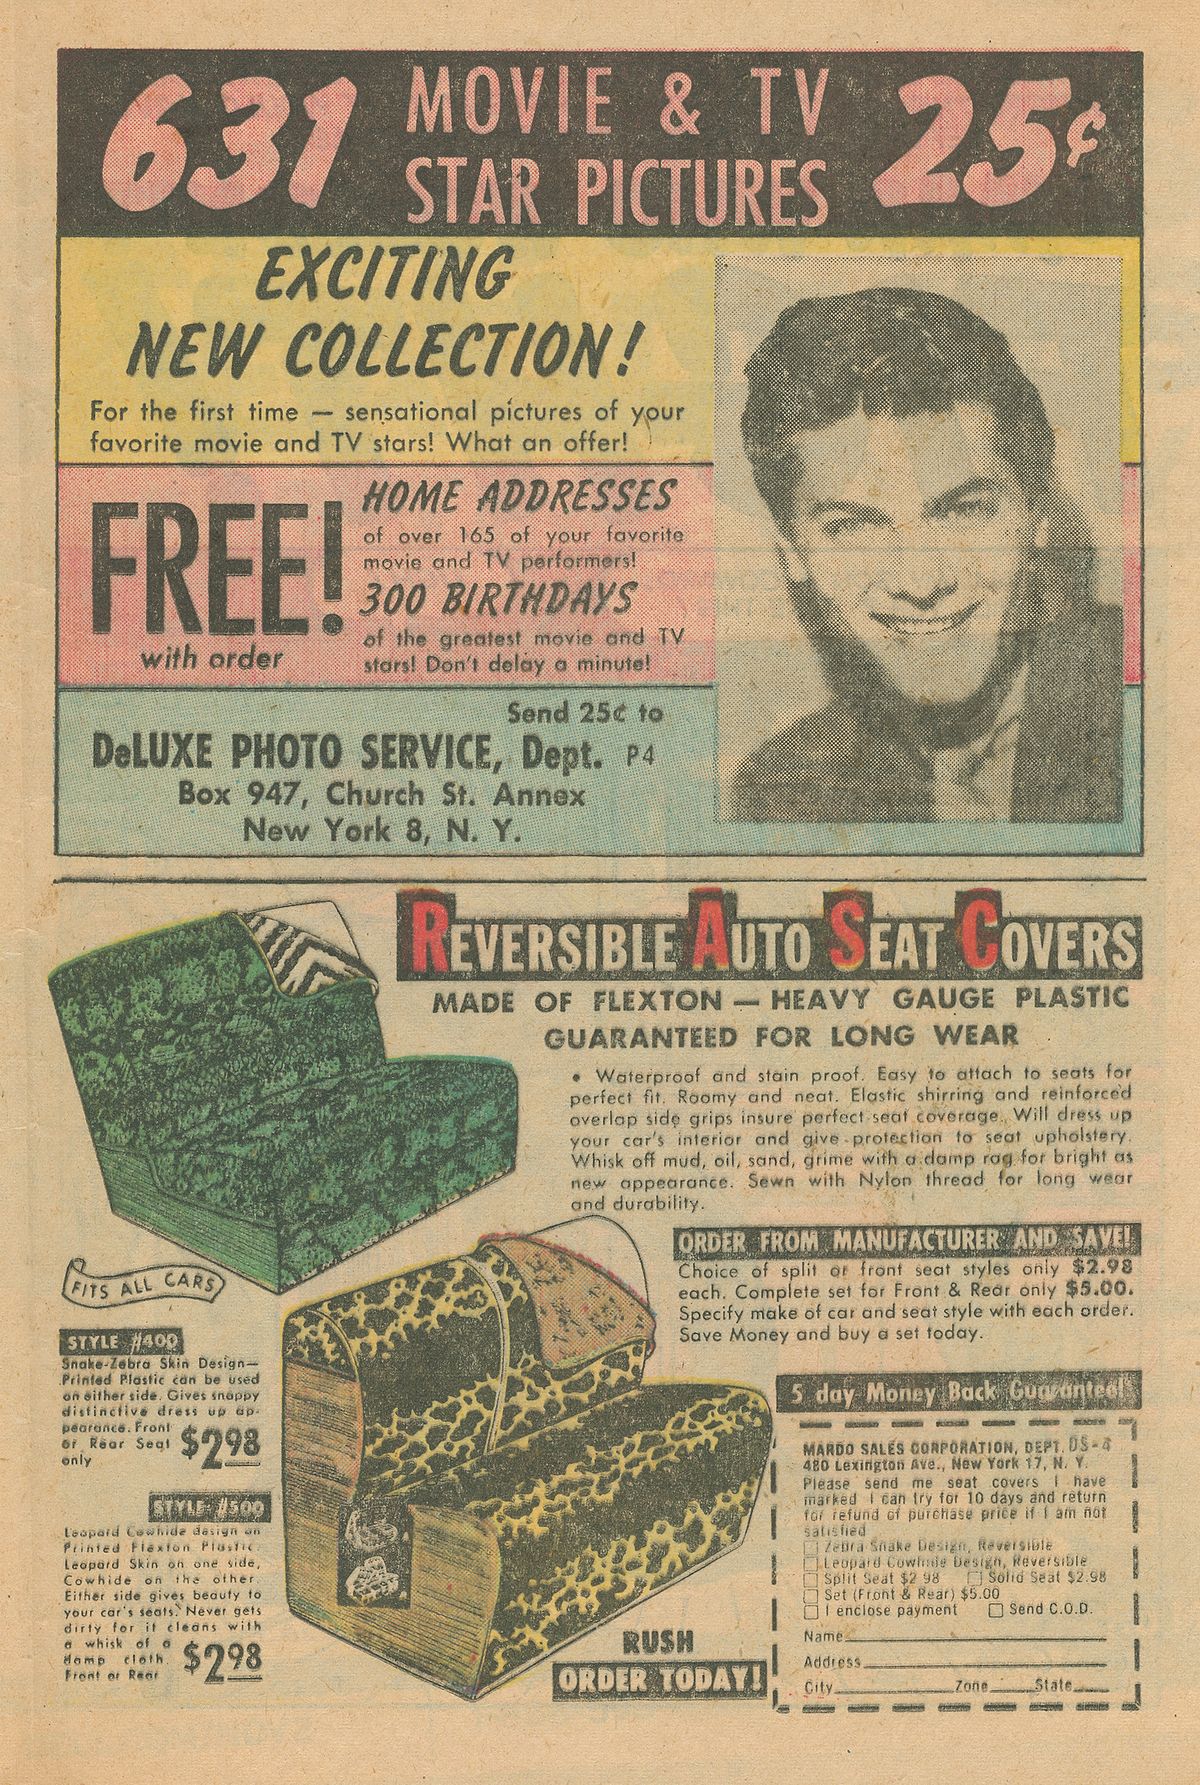 631 MOVIE & TV STAR PICTURES 25¢
EXCITING
NEW COLLECTION!
For the first time — sensational pictures of your
favorite movie and TV stars! What an offer!
FREE!
with order
HOME ADDRESSES
of over 165 of your favorite
movie and TV performers!
300 BIRTHDAYS
of the greatest movie and TV
stars! Don't delay a minute!
Send 25¢ to
DeLUXE PHOTO SERVICE, Dept. P4
Box 947, Church St. Annex
New York 8, N. Y.
REVERSIBLE AUTO SEAT COVERS
MADE OF FLEXTON — HEAVY GAUGE PLASTIC
GUARANTEED FOR LONG WEAR
• Waterproof and stain proof. Easy to attach to seats for
perfect fit. Roomy and neat. Elastic shirring and reinforced
overlap side grips insure perfect seat coverage. Will dress up
your car's interior and give protection to seat upholstery.
Whisk off mud, oil, sand, grime with a damp rag for bright as
new appearance. Sewn with Nylon thread for long wear
and durability.
ORDER FROM MANUFACTURER AND SAVE!
Choice of split or front seat styles only $2.98
each. Complete set for Front & Rear only $5.00.
Specify make of car and seat style with each order.
Save Money and buy a set today.
FITS ALL CARS
STYLE #400
Snake-Zebra Skin Design—
Printed Plastic can be used
on either side. Gives snappy
distinctive dress up ap-
pearance. Front
or Rear Seat
only
$2.98
STYLE #500
Leopard Cowhide design on
Printed Flexton Plastic.
Leopard Skin on one side,
Cowhide on the other.
Either side gives beauty to
your car's seats. Never gets
dirty for it cleans with
a whisk of a
damp cloth.
Front or Rear
$2.98
RUSH
ORDER TODAY!
5 day Money Back Guarantee!
MARDO SALES CORPORATION, DEPT. DS-4
480 Lexington Ave., New York 17, N. Y.
Please send me seat covers I have
marked I can try for 10 days and return
for refund of purchase price if I am not
satisfied
Zebra Snake Design, Reversible
Leopard Cowhide Design, Reversible
Split Seat $2 98 Solid Seat $2.98
Set (Front & Rear) $5.00
I enclose payment Send C.O.D.
Name
Address
City Zone State